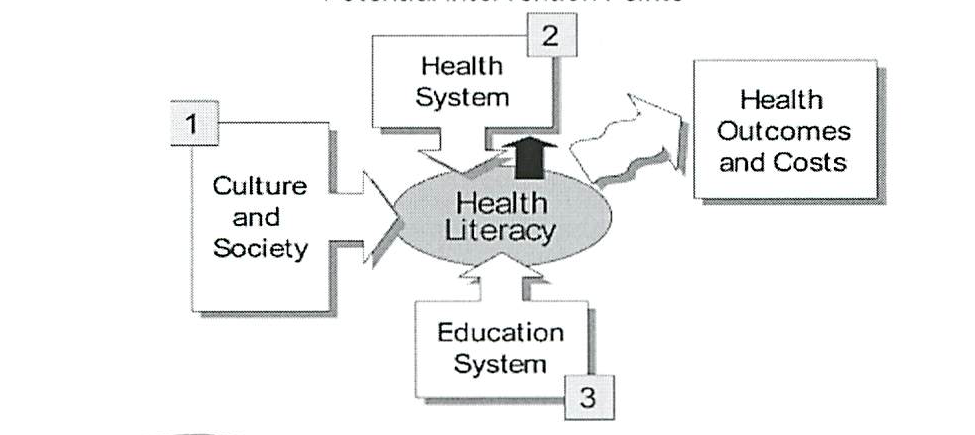 2
Health
System
Health
Outcomes
and Costs
1
Culture
and
Society
Health
Literacy
Education
System
3